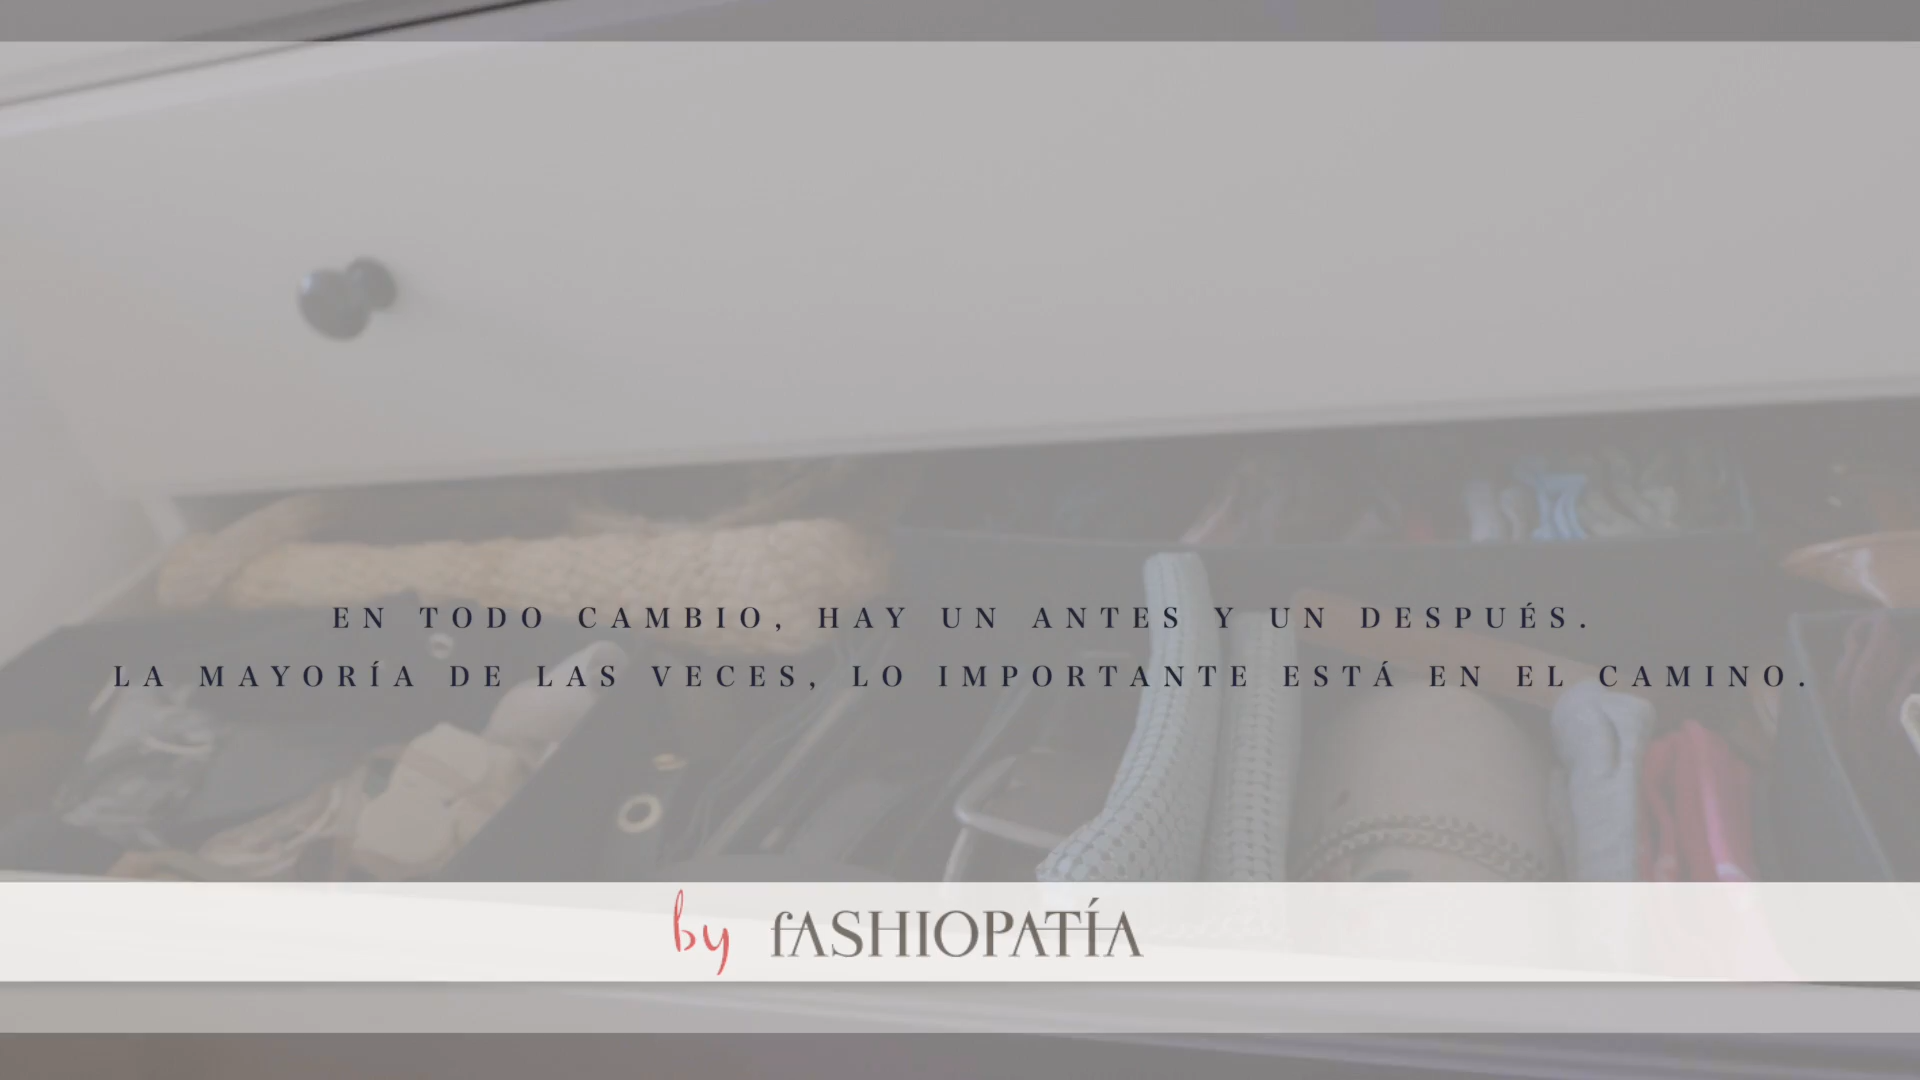 EN TODO CAMBIO, HAY UN ANTES Y UN DESPUÉS.
LA MAYORÍA DE LAS VECES, LO IMPORTANTE ESTÁ EN EL CAMINO.
by fASHIOPATÍA